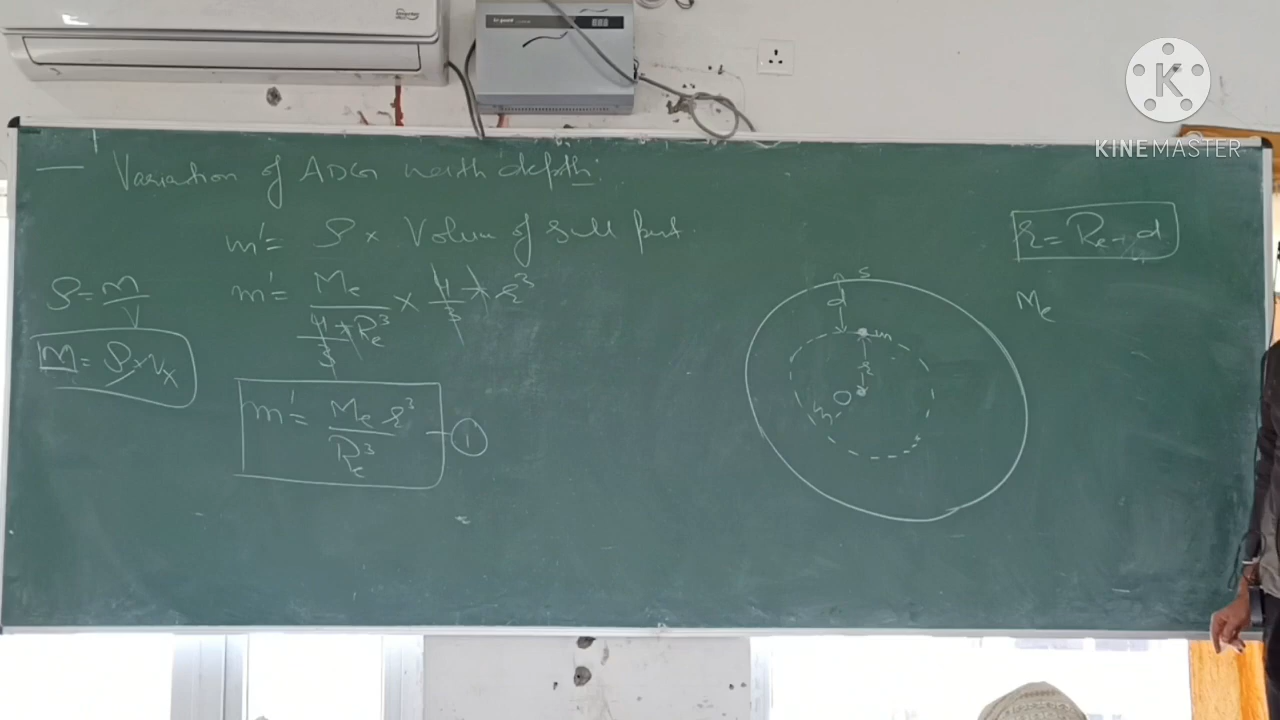 — Variation of ADG with depth:
m' = ρ × Volume of small part.
ρ = m/V
m' = Me / (4/3 π Re³) × 4/3 π r³
m = ρ × V
m' = Me r³ / Re³ — ①
r = Re - d
Me
s
d
m
r
O
K
KINEMASTER